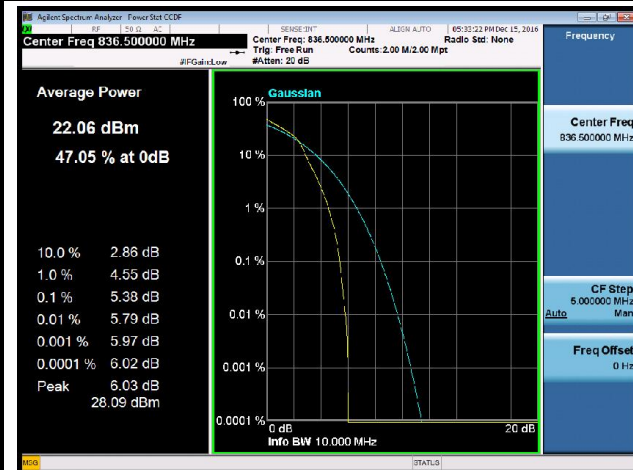 Agilent Spectrum Analyzer - Power Stat CCDF
RF 50 Ω AC SENSE:INT ALIGN AUTO 05:33:22 PM Dec 15, 2016
Center Freq 836.500000 MHz
Center Freq: 836.500000 MHz Radio Std: None
Trig: Free Run Counts:2.00 M/2.00 Mpt
#IFGain:Low #Atten: 20 dB
Frequency
Average Power
22.06 dBm
47.05 % at 0dB
10.0 % 2.86 dB
1.0 % 4.55 dB
0.1 % 5.38 dB
0.01 % 5.79 dB
0.001 % 5.97 dB
0.0001 % 6.02 dB
Peak 6.03 dB
28.09 dBm
Gaussian
100 %
10 %
1 %
0.1 %
0.01 %
0.001 %
0.0001 %
0 dB 20 dB
Info BW 10.000 MHz
Center Freq
836.500000 MHz
CF Step
5.000000 MHz
Auto Man
Freq Offset
0 Hz
MSG STATUS